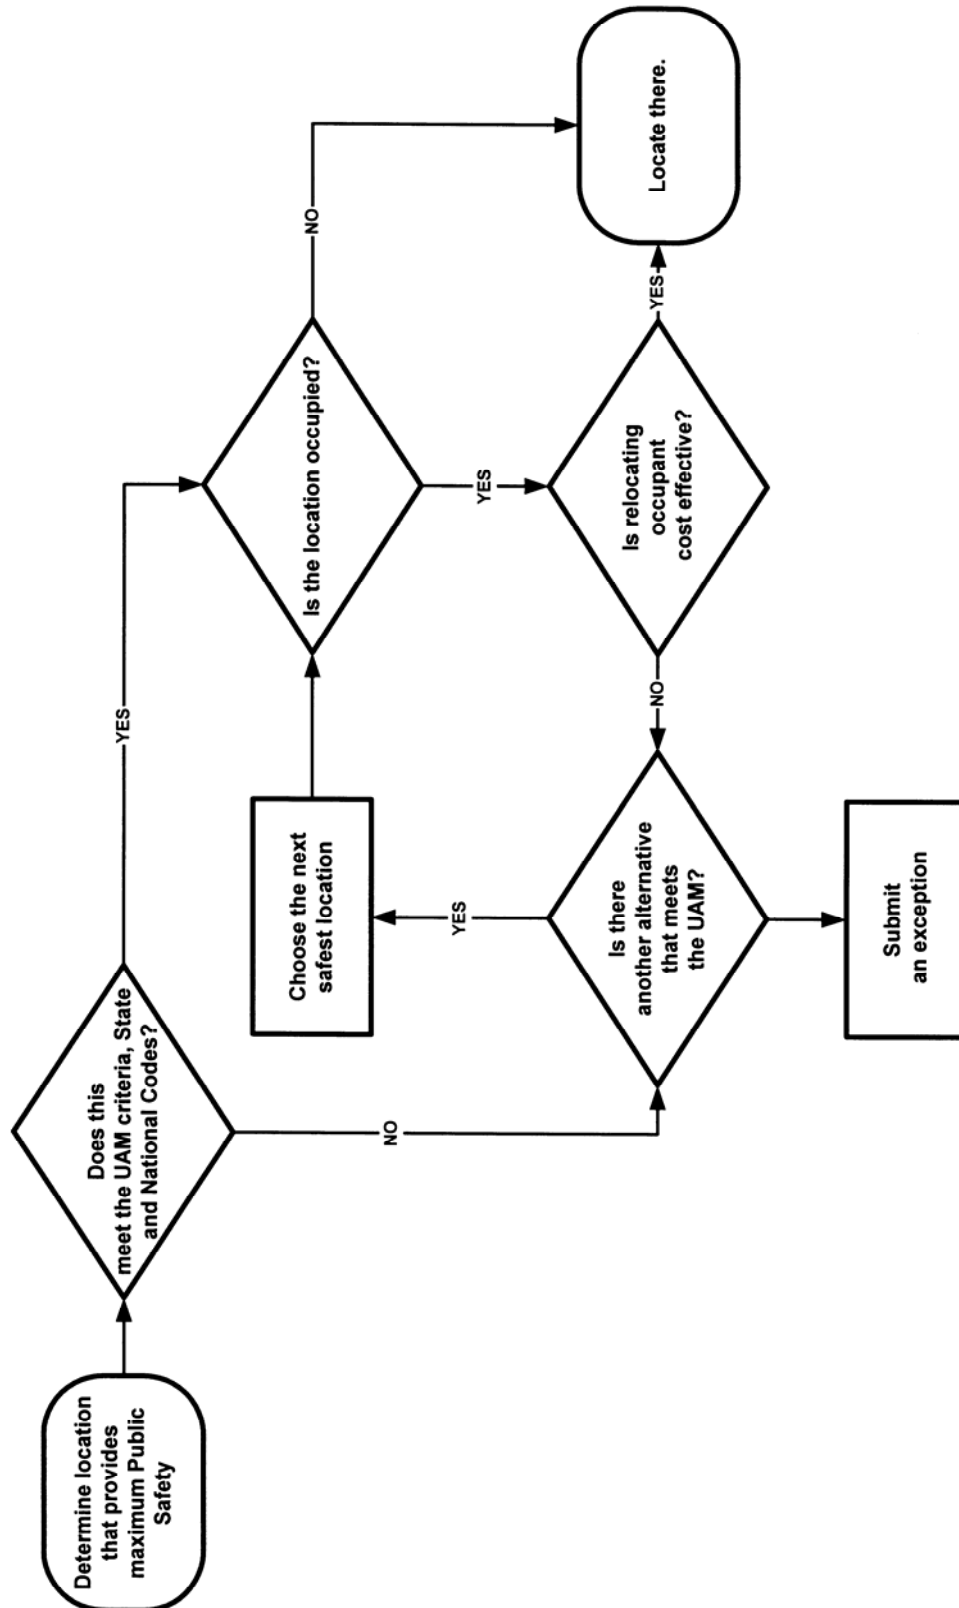 Determine location
that provides
maximum Public
Safety
Does this
meet the UAM criteria, State
and National Codes?
YES
NO
Is the location occupied?
NO
YES
Choose the next
safest location
YES
Is there
another alternative
that meets
the UAM?
NO
Is relocating
occupant
cost effective?
YES
Locate there.
Submit
an exception